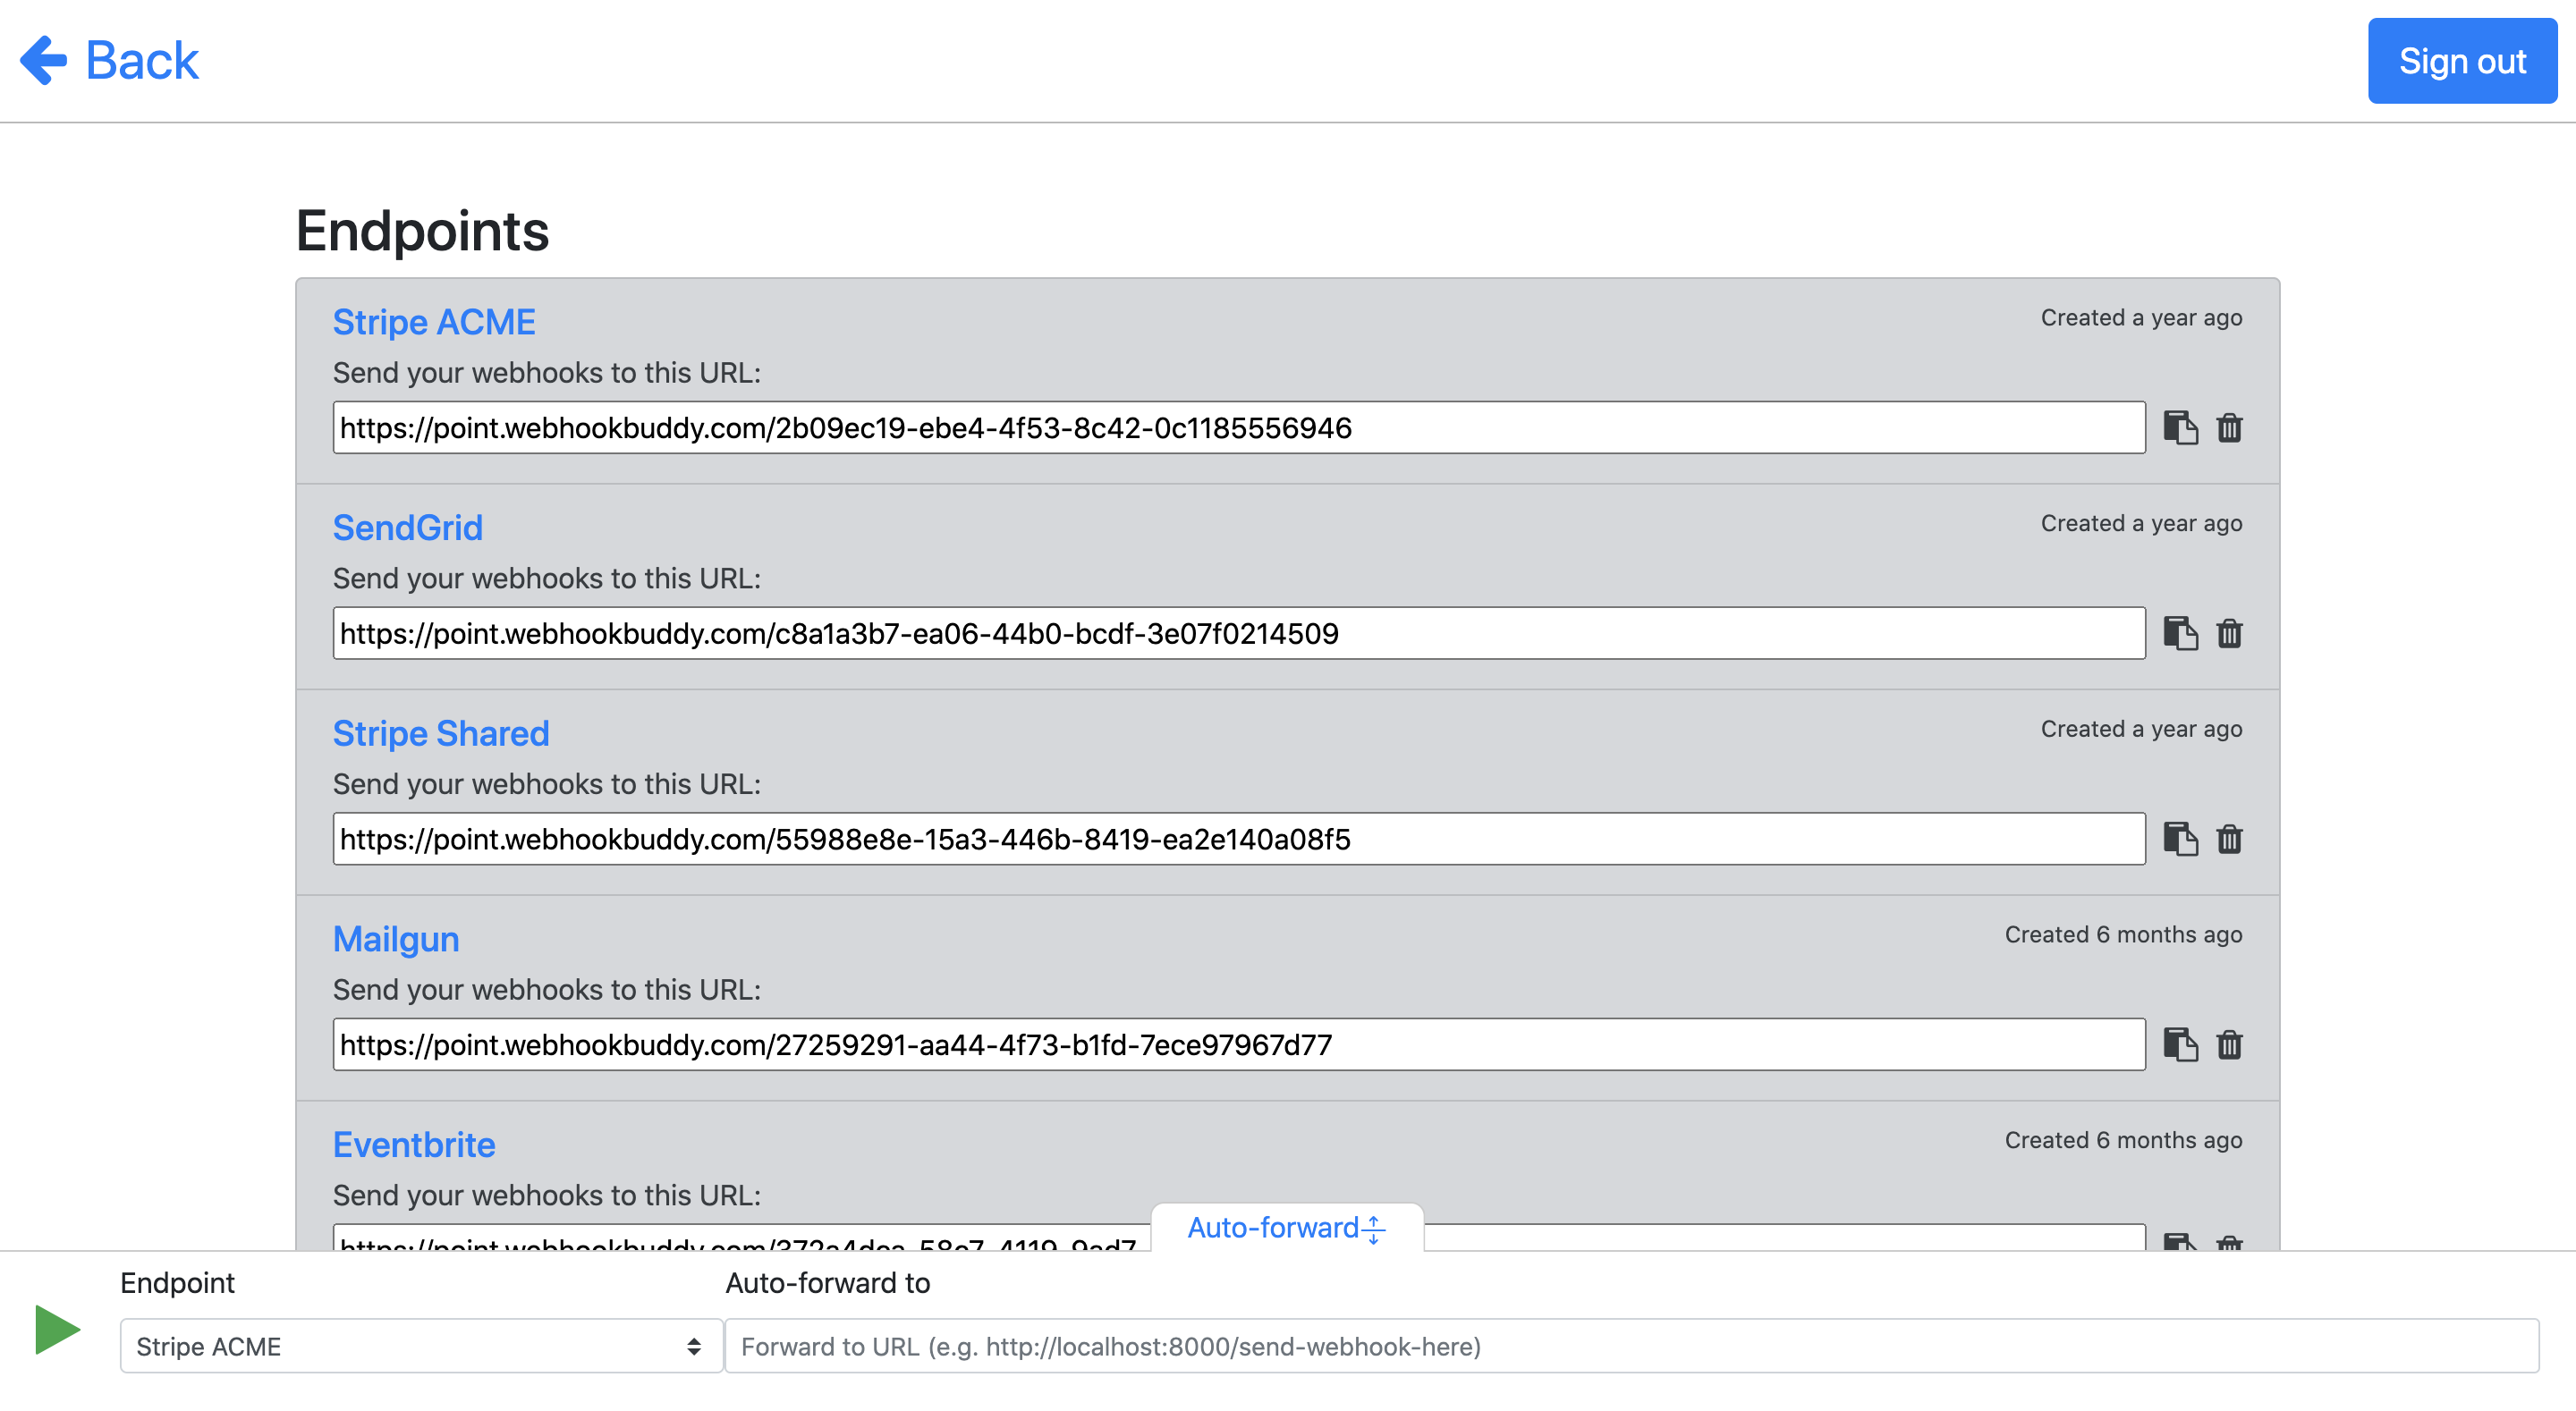 Back
Sign out
Endpoints
Stripe ACME
Created a year ago
Send your webhooks to this URL:
https://point.webhookbuddy.com/2b09ec19-ebe4-4f53-8c42-0c1185556946
SendGrid
Created a year ago
Send your webhooks to this URL:
https://point.webhookbuddy.com/c8a1a3b7-ea06-44b0-bcdf-3e07f0214509
Stripe Shared
Created a year ago
Send your webhooks to this URL:
https://point.webhookbuddy.com/55988e8e-15a3-446b-8419-ea2e140a08f5
Mailgun
Created 6 months ago
Send your webhooks to this URL:
https://point.webhookbuddy.com/27259291-aa44-4f73-b1fd-7ece97967d77
Eventbrite
Created 6 months ago
Send your webhooks to this URL:
Auto-forward
Endpoint
Auto-forward to
Stripe ACME
Forward to URL (e.g. http://localhost:8000/send-webhook-here)